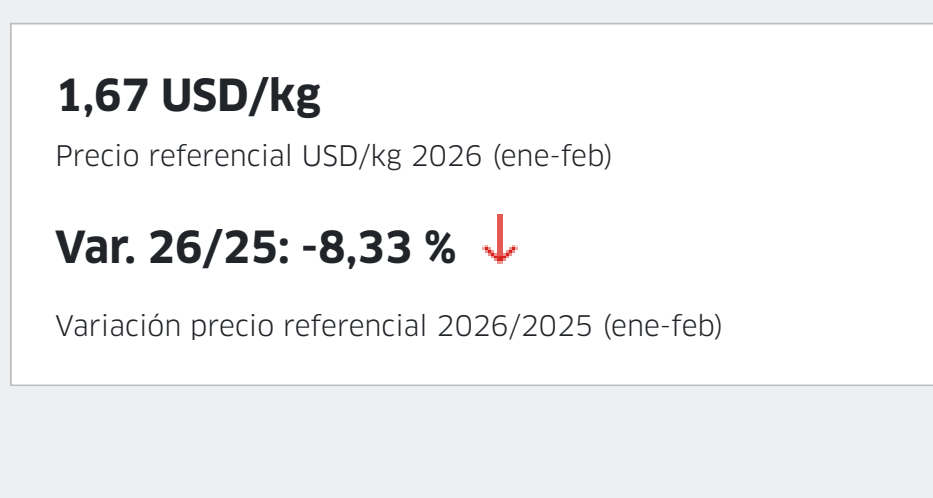 1,67 USD/kg
Precio referencial USD/kg 2026 (ene-feb)
Var. 26/25: -8,33 %
Variación precio referencial 2026/2025 (ene-feb)